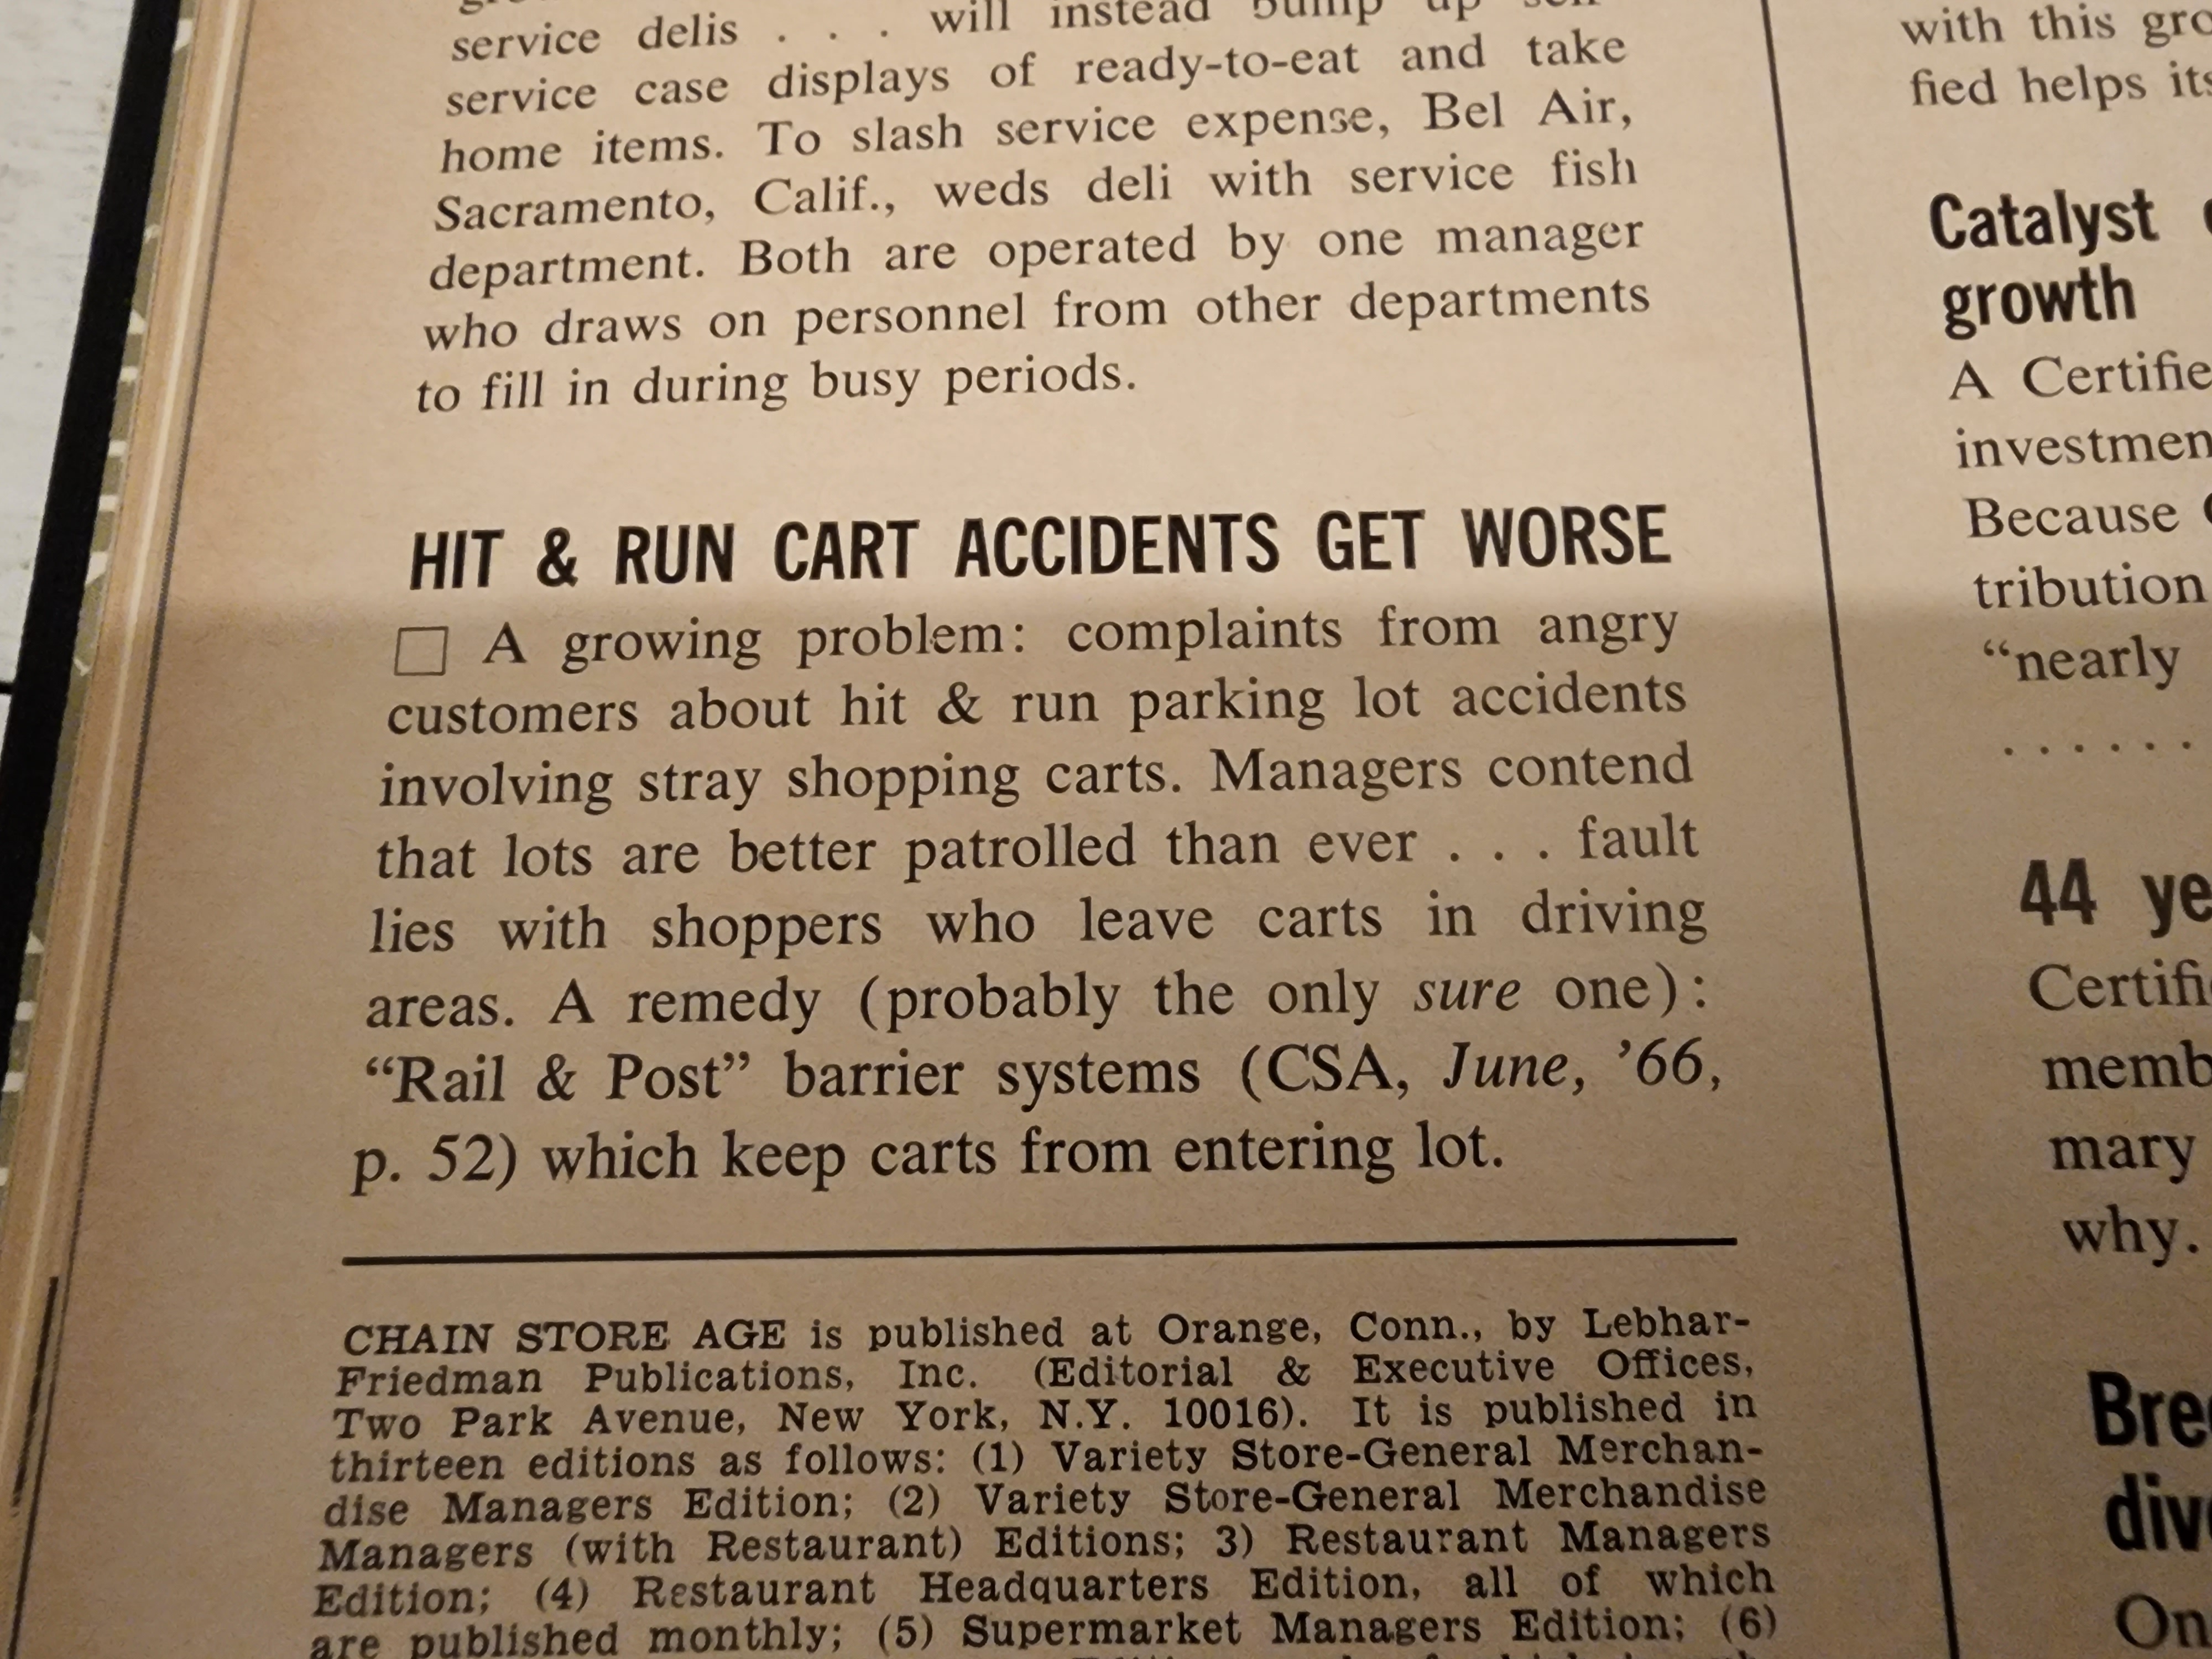 service delis . . . will instead bump up self
service case displays of ready-to-eat and take
home items. To slash service expense, Bel Air,
Sacramento, Calif., weds deli with service fish
department. Both are operated by one manager
who draws on personnel from other departments
to fill in during busy periods.
HIT & RUN CART ACCIDENTS GET WORSE
□ A growing problem: complaints from angry
customers about hit & run parking lot accidents
involving stray shopping carts. Managers contend
that lots are better patrolled than ever . . . fault
lies with shoppers who leave carts in driving
areas. A remedy (probably the only sure one):
“Rail & Post” barrier systems (CSA, June, ’66,
p. 52) which keep carts from entering lot.
CHAIN STORE AGE is published at Orange, Conn., by Lebhar-
Friedman Publications, Inc. (Editorial & Executive Offices,
Two Park Avenue, New York, N.Y. 10016). It is published in
thirteen editions as follows: (1) Variety Store-General Merchan-
dise Managers Edition; (2) Variety Store-General Merchandise
Managers (with Restaurant) Editions; 3) Restaurant Managers
Edition; (4) Restaurant Headquarters Edition, all of which
are published monthly; (5) Supermarket Managers Edition; (6)
with this gro
fied helps its
Catalyst
growth
A Certifie
investmen
Because
tribution
“nearly
. . . . . .
44 ye
Certifi
memb
mary
why.
Bre
div
On